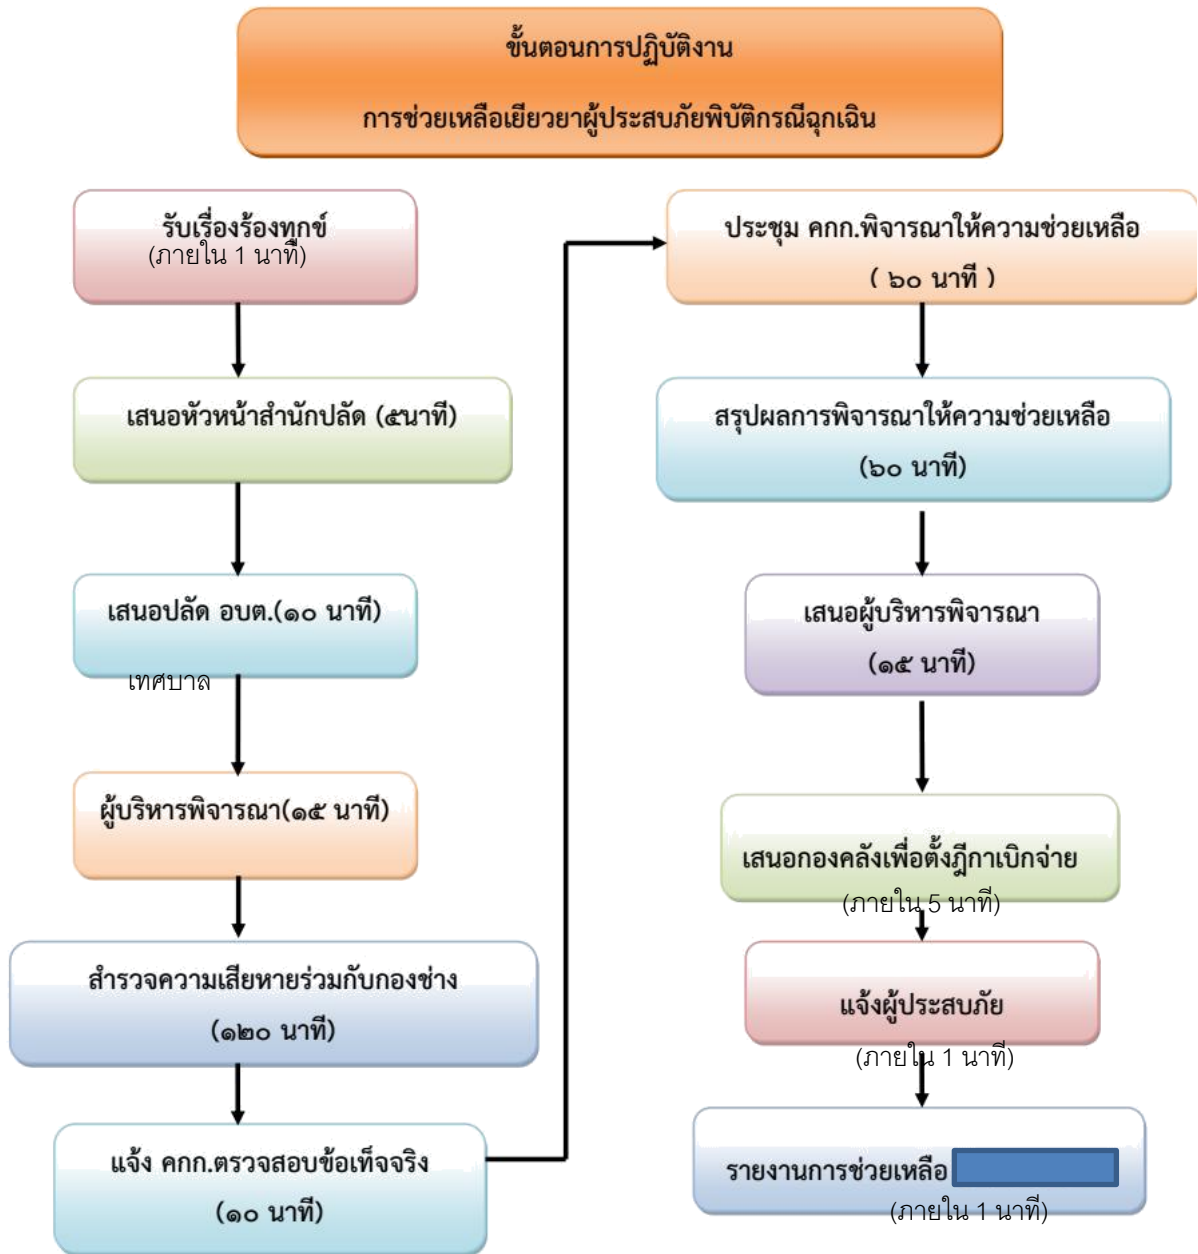 ขั้นตอนการปฏิบัติงาน
การช่วยเหลือเยียวยาผู้ประสบภัยพิบัติกรณีฉุกเฉิน
รับเรื่องร้องทุกข์
(ภายใน 1 นาที)
เสนอหัวหน้าสำนักปลัด (๕นาที)
เสนอปลัด อบต.(๑๐ นาที)
เทศบาล
ผู้บริหารพิจารณา(๑๕ นาที)
สำรวจความเสียหายร่วมกับกองช่าง
(๑๒๐ นาที)
แจ้ง คกก.ตรวจสอบข้อเท็จจริง
(๑๐ นาที)
ประชุม คกก.พิจารณาให้ความช่วยเหลือ
( ๖๐ นาที )
สรุปผลการพิจารณาให้ความช่วยเหลือ
(๖๐ นาที)
เสนอผู้บริหารพิจารณา
(๑๕ นาที)
เสนอกองคลังเพื่อตั้งฎีกาเบิกจ่าย
(ภายใน 5 นาที)
แจ้งผู้ประสบภัย
(ภายใน 1 นาที)
รายงานการช่วยเหลือ
(ภายใน 1 นาที)